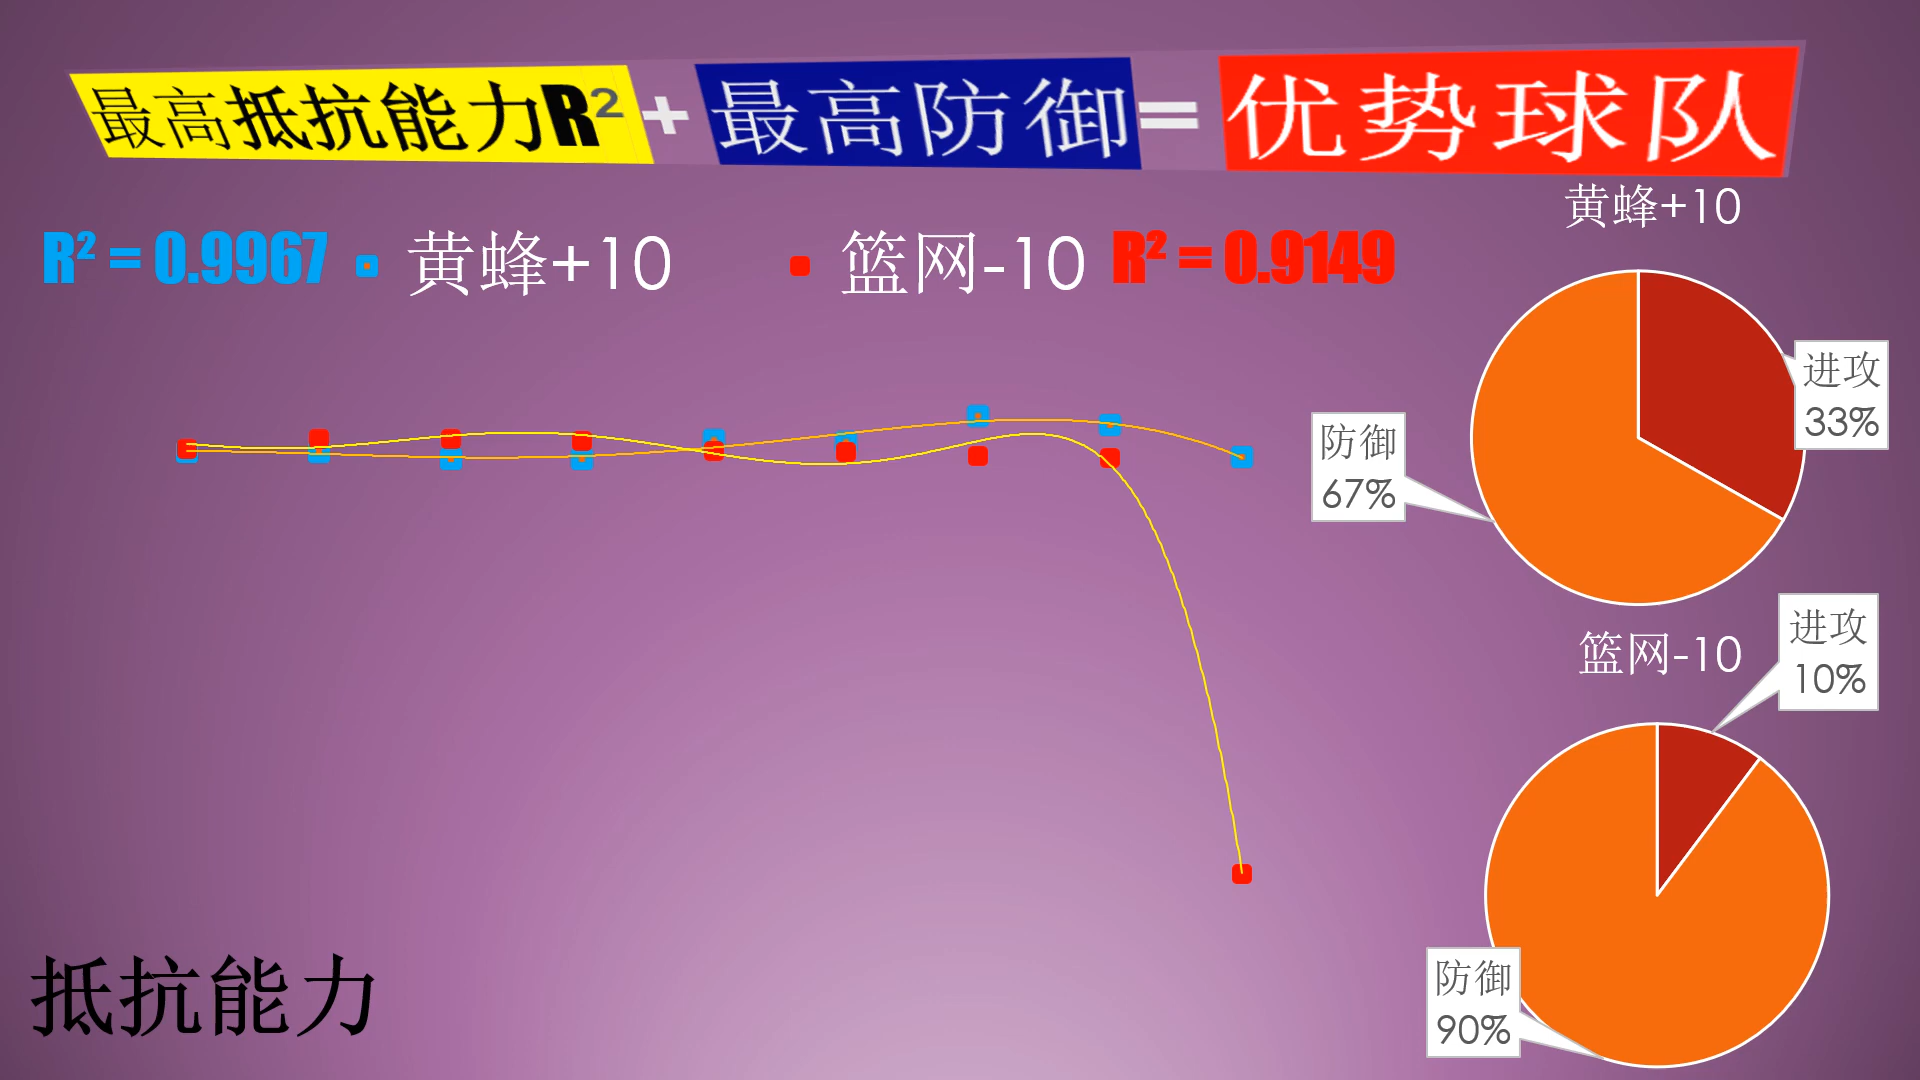 最高抵抗能力R²+最高防御=优势球队
R² = 0.9967 黄蜂+10 篮网-10 R² = 0.9149
黄蜂+10
进攻
33%
防御
67%
篮网-10
进攻
10%
防御
90%
抵抗能力